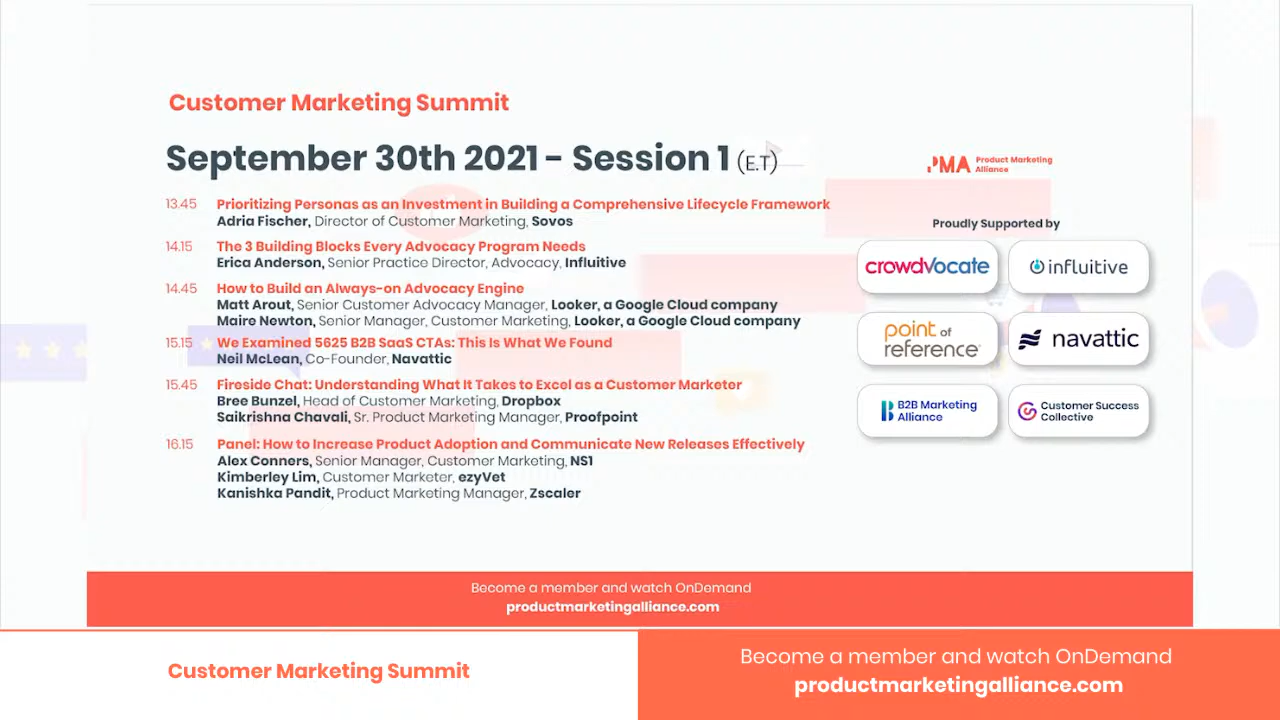 Customer Marketing Summit
September 30th 2021 - Session 1 (E.T)
13.45 Prioritizing Personas as an Investment in Building a Comprehensive Lifecycle Framework
Adria Fischer, Director of Customer Marketing, Sovos
14.15 The 3 Building Blocks Every Advocacy Program Needs
Erica Anderson, Senior Practice Director, Advocacy, Influitive
14.45 How to Build an Always-on Advocacy Engine
Matt Arout, Senior Customer Advocacy Manager, Looker, a Google Cloud company
Maire Newton, Senior Manager, Customer Marketing, Looker, a Google Cloud company
15.15 We Examined 5625 B2B SaaS CTAs: This Is What We Found
Neil McLean, Co-Founder, Navattic
15.45 Fireside Chat: Understanding What It Takes to Excel as a Customer Marketer
Bree Bunzel, Head of Customer Marketing, Dropbox
Saikrishna Chavali, Sr. Product Marketing Manager, Proofpoint
16.15 Panel: How to Increase Product Adoption and Communicate New Releases Effectively
Alex Conners, Senior Manager, Customer Marketing, NS1
Kimberley Lim, Customer Marketer, ezyVet
Kanishka Pandit, Product Marketing Manager, Zscaler
PMA Product Marketing
Alliance
Proudly Supported by
crowdvocate
influitive
point of
reference
navattic
B2B Marketing
Alliance
Customer Success
Collective
Become a member and watch OnDemand
productmarketingalliance.com
Customer Marketing Summit
Become a member and watch OnDemand
productmarketingalliance.com